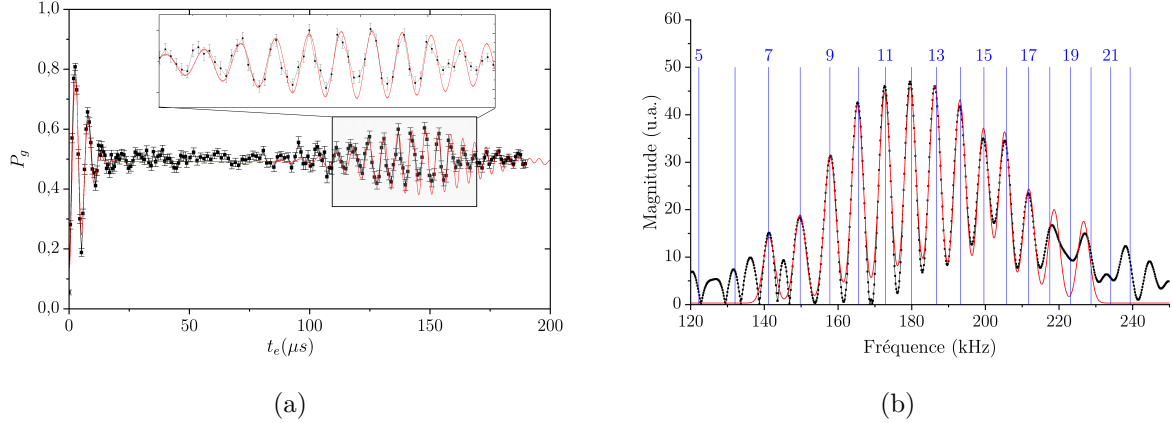 1,0
0,8
0,6
0,4
0,2
0,0
P_g
0 50 100 150 200
t_e(μs)
(a)
60
50
40
30
20
10
0
Magnitude (u.a.)
5 7 9 11 13 15 17 19 21
120 140 160 180 200 220 240
Fréquence (kHz)
(b)